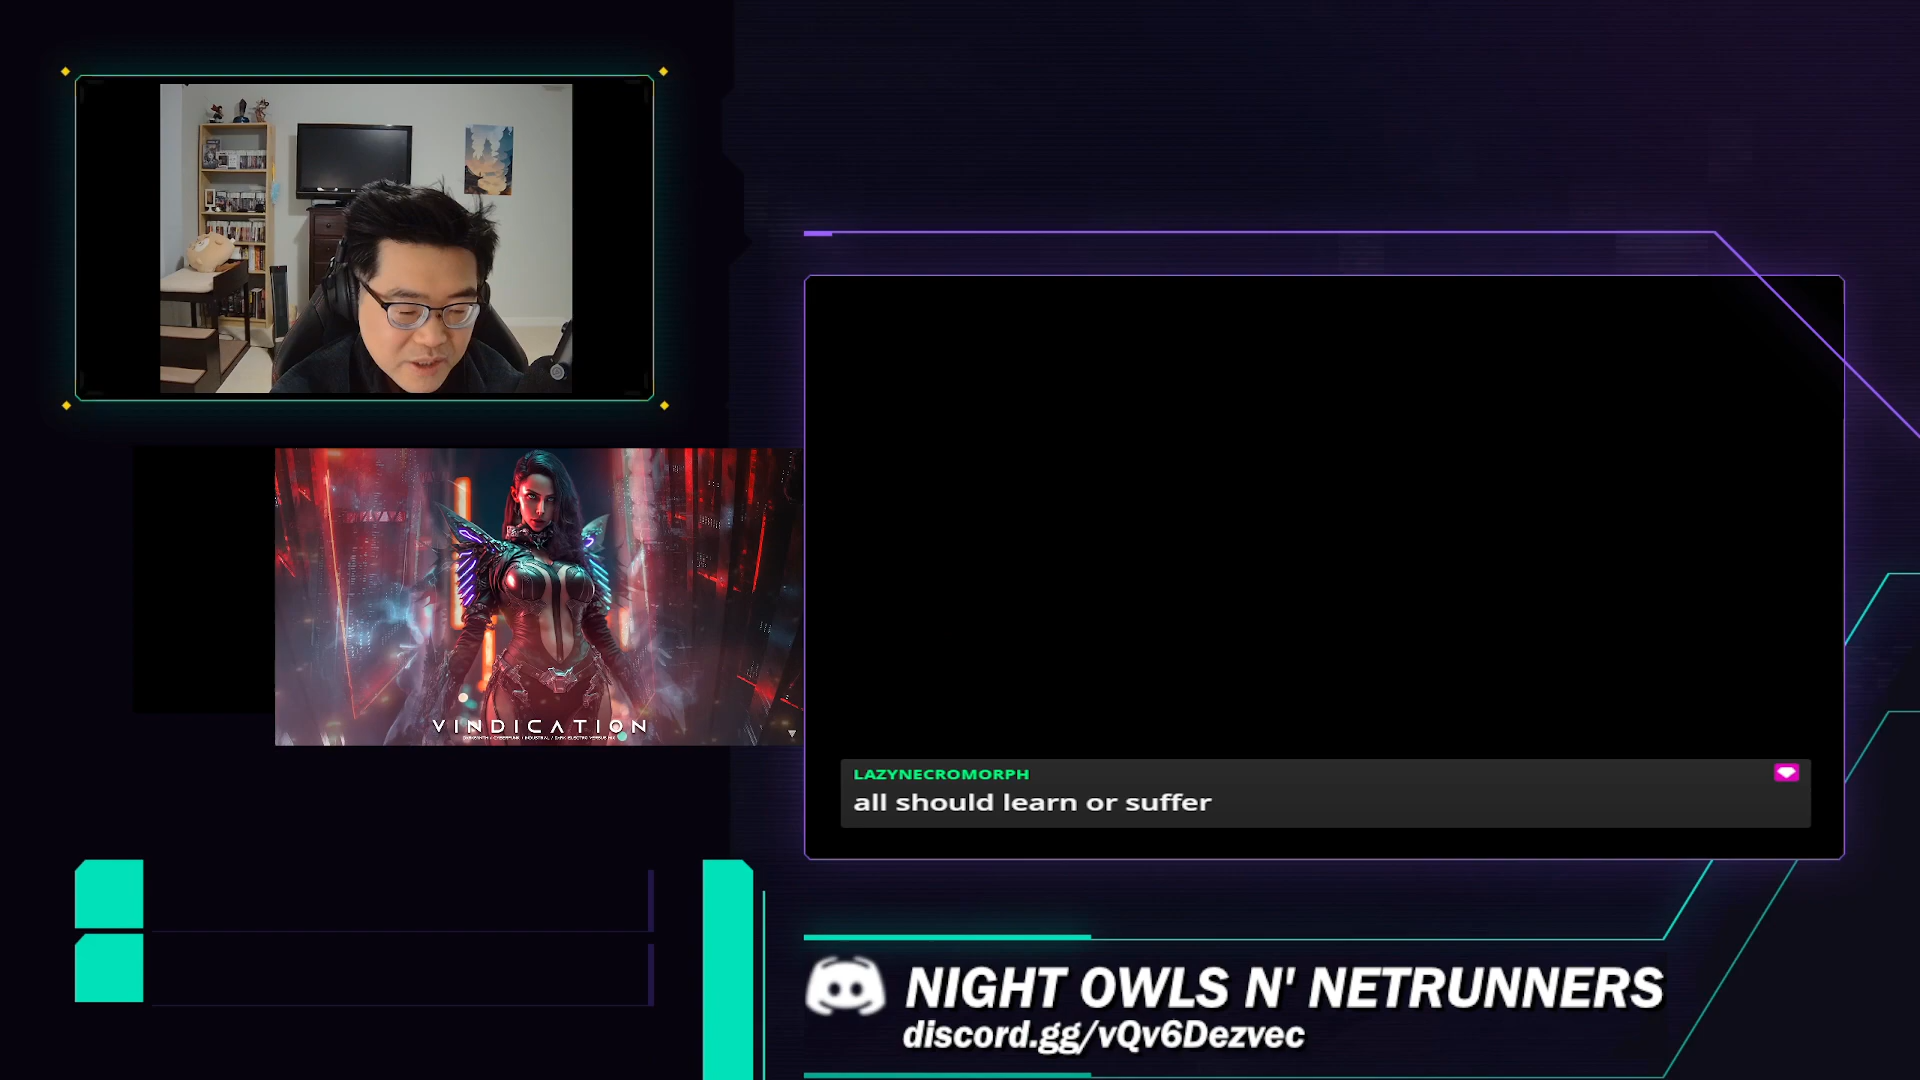 VINDICATION
LAZYNECROMORPH
all should learn or suffer
NIGHT OWLS N' NETRUNNERS
discord.gg/vQv6Dezvec